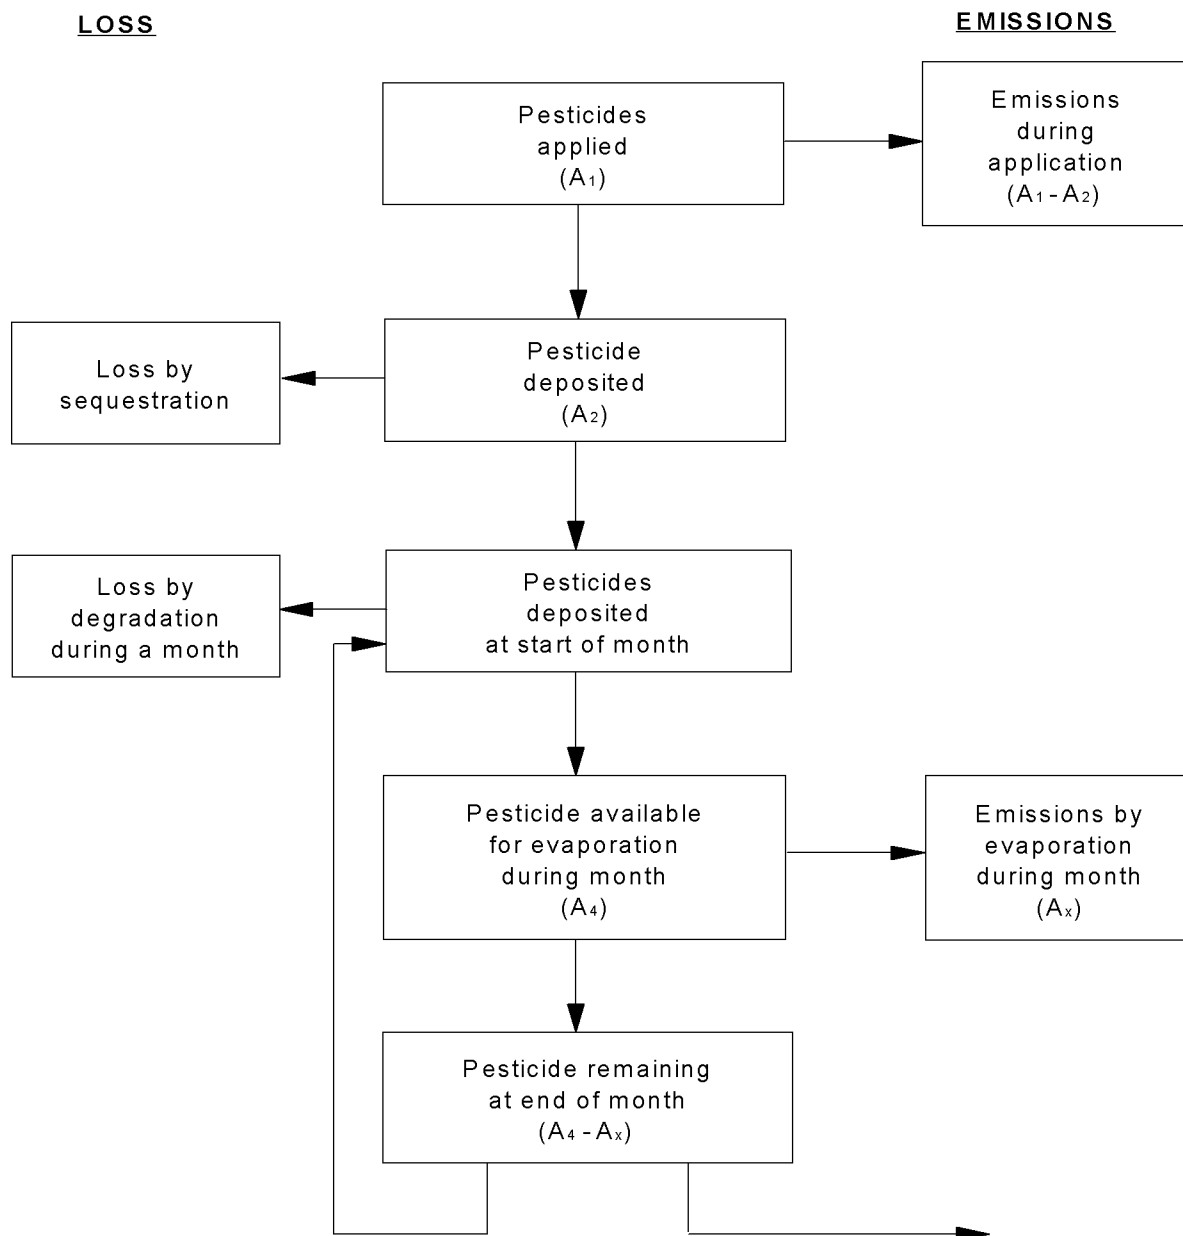 LOSS
EMISSIONS
Pesticides
applied
(A₁)
Emissions
during
application
(A₁ - A₂)
Loss by
sequestration
Pesticide
deposited
(A₂)
Loss by
degradation
during a month
Pesticides
deposited
at start of month
Pesticide available
for evaporation
during month
(A₄)
Emissions by
evaporation
during month
(Aₓ)
Pesticide remaining
at end of month
(A₄ - Aₓ)